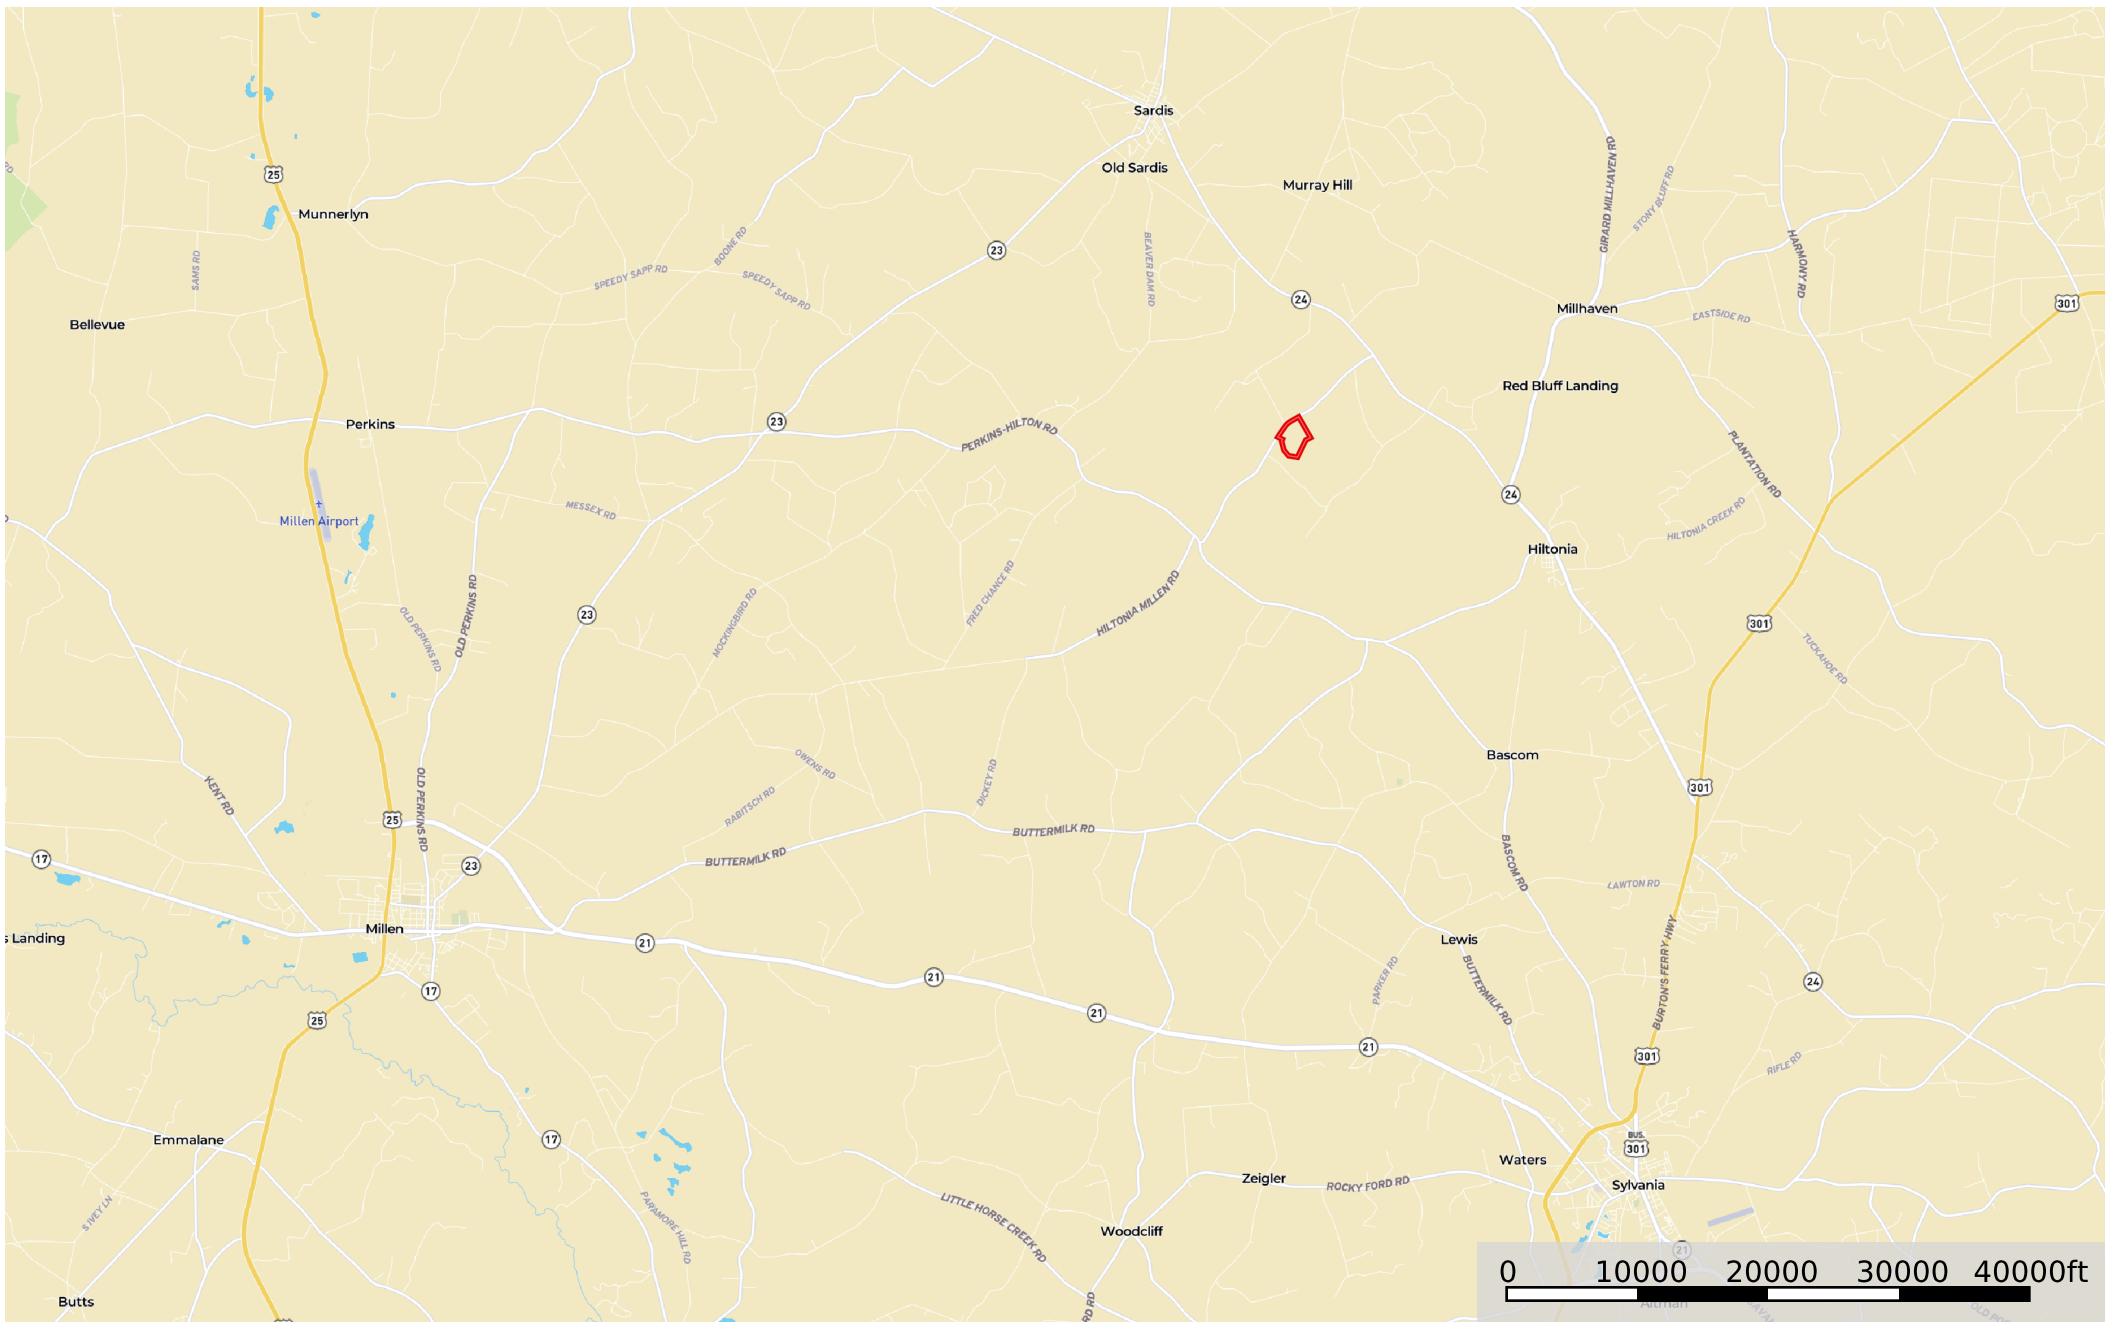 Sardis
Old Sardis
Murray Hill
25
Munnerlyn
GIRARD MILLHAVEN RD
STONY BLUFF RD
BOONE RD
SAMS RD
SPEEDY SAPP RD
SPEEDY SAPP RD
23
BEAVER DAM RD
HARMONY RD
24
301
Millhaven
EASTSIDE RD
Bellevue
Red Bluff Landing
Perkins
23
PERKINS-HILTON RD
PLANTATION RD
24
Millen Airport
MESSEX RD
HILTONIA CREEK RD
Hiltonia
OLD PERKINS RD
OLD PERKINS RD
23
MOCKINGBIRD RD
FRED CHANCE RD
HILTONIA MILLEN RD
301
TUCKAHOE RD
Bascom
OWENS RD
DICKEY RD
RABITSCH RD
KENT RD
OLD PERKINS RD
25
301
BUTTERMILK RD
BUTTERMILK RD
17
23
BASCOM RD
LAWTON RD
Millen
s Landing
21
Lewis
BUTTERMILK RD
PARKER RD
BURTON'S FERRY HWY
21
24
17
25
21
21
301
RIFLE RD
Emmalane
17
BUS.
301
Waters
Sylvania
Zeigler
ROCKY FORD RD
S IVEY LN
PARAMORE HILL RD
LITTLE HORSE CREEK RD
Woodcliff
21
0 10000 20000 30000 40000ft
Butts
RD RD
Altman